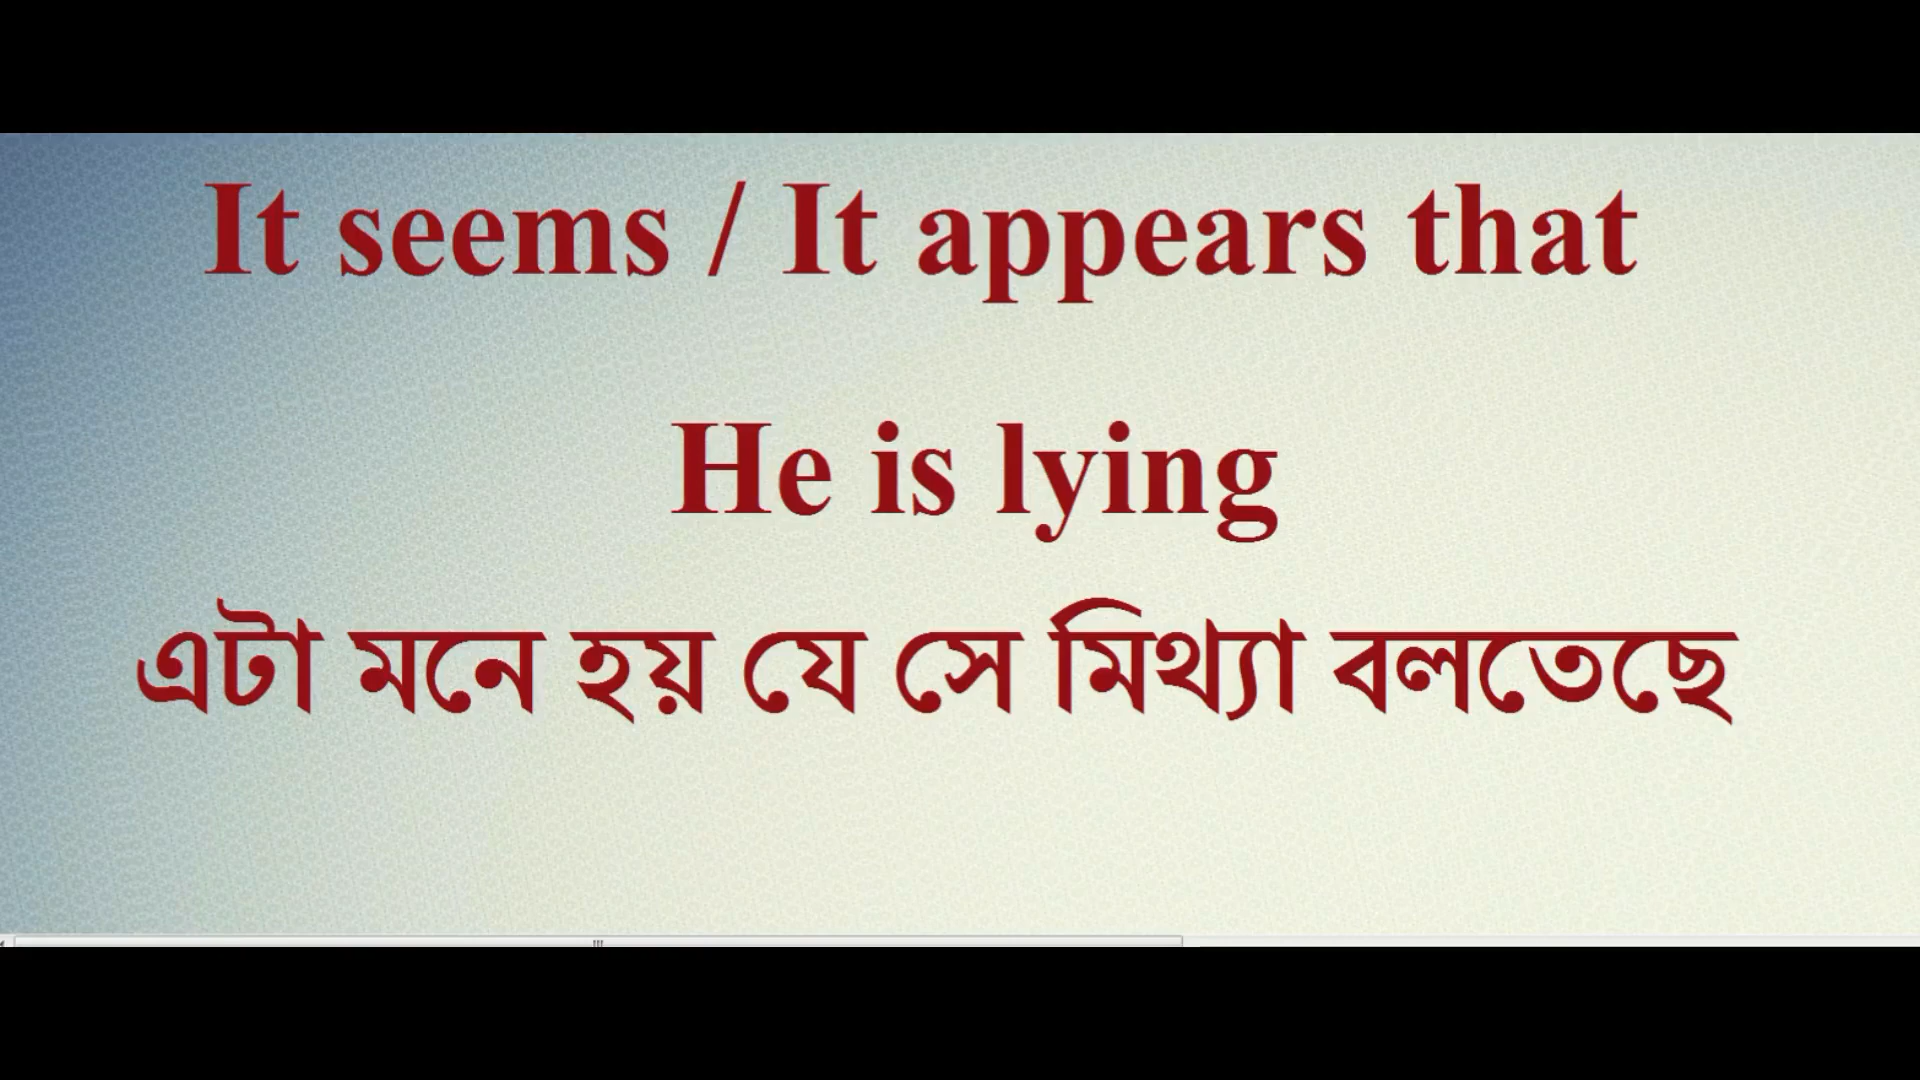 It seems / It appears that
He is lying
এটা মনে হয় যে সে মিথ্যা বলতেছে